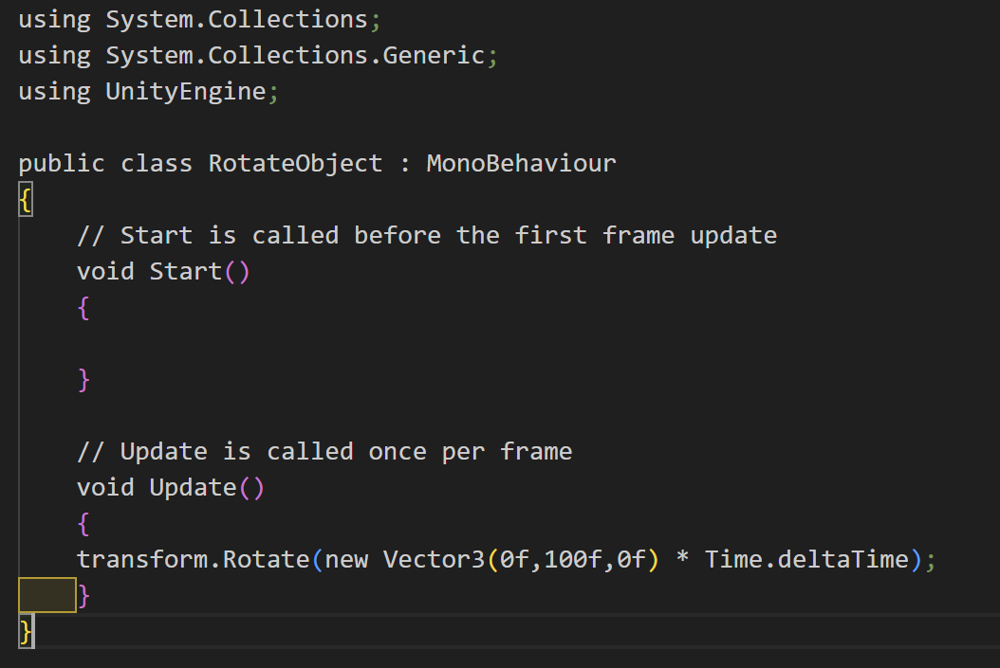 using System.Collections;
using System.Collections.Generic;
using UnityEngine;

public class RotateObject : MonoBehaviour
{
    // Start is called before the first frame update
    void Start()
    {

    }

    // Update is called once per frame
    void Update()
    {
    transform.Rotate(new Vector3(0f,100f,0f) * Time.deltaTime);
    }
}